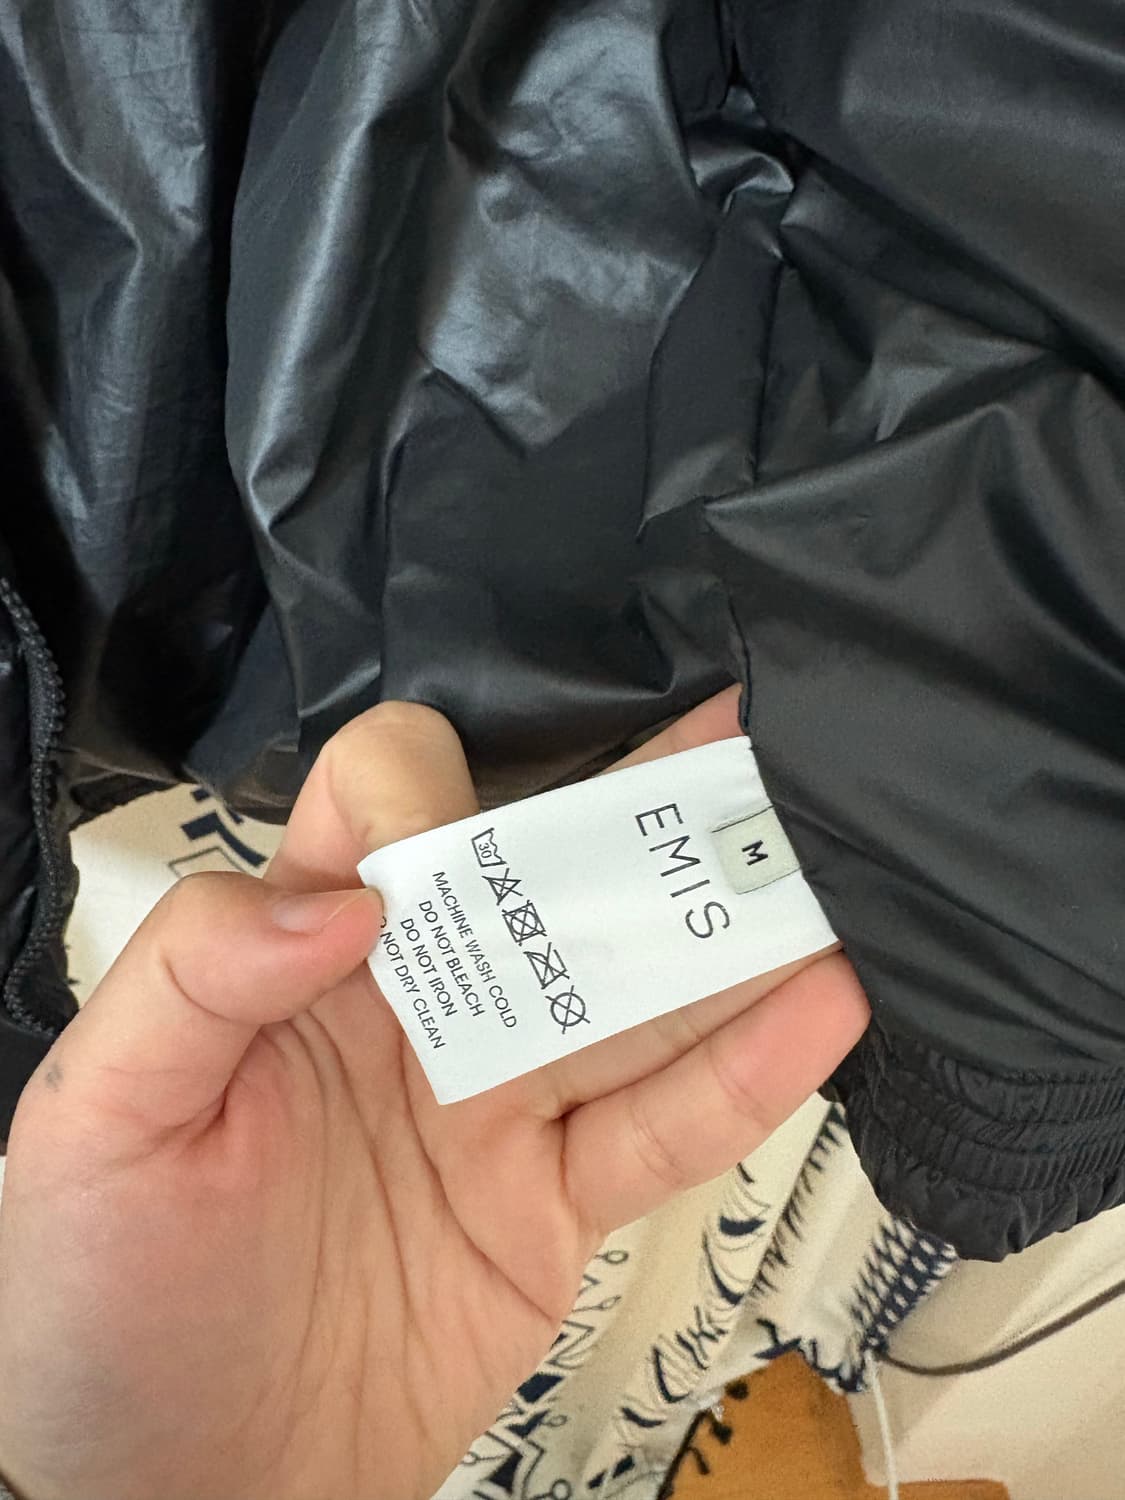 EMIS
M
30
MACHINE WASH COLD
DO NOT BLEACH
DO NOT IRON
NOT DRY CLEAN